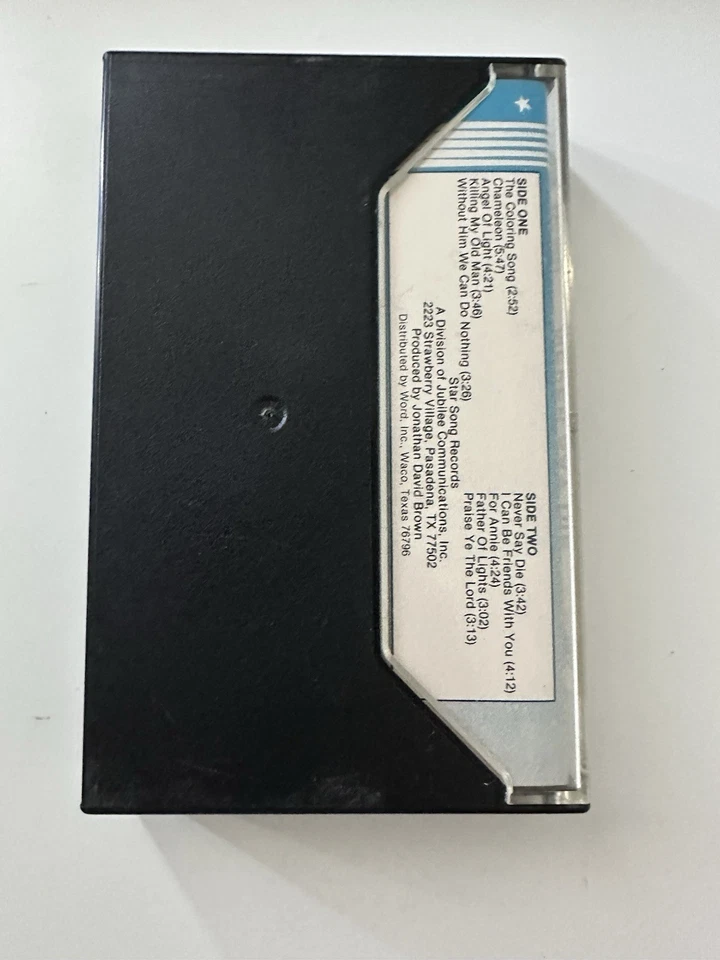 SIDE ONE
The Coloring Song (2:52)
Chameleon (5:47)
Angel Of Light (4:21)
Killing My Old Man (3:46)
Without Him We Can Do Nothing (3:26)
SIDE TWO
Never Say Die (3:42)
I Can Be Friends With You (4:12)
For Annie (4:24)
Father Of Lights (3:02)
Praise Ye The Lord (3:13)
Star Song Records
A Division of Jubilee Communications, Inc.
2223 Strawberry Village, Pasadena, TX 77502
Produced by Jonathan David Brown
Distributed by Word, Inc., Waco, Texas 76796